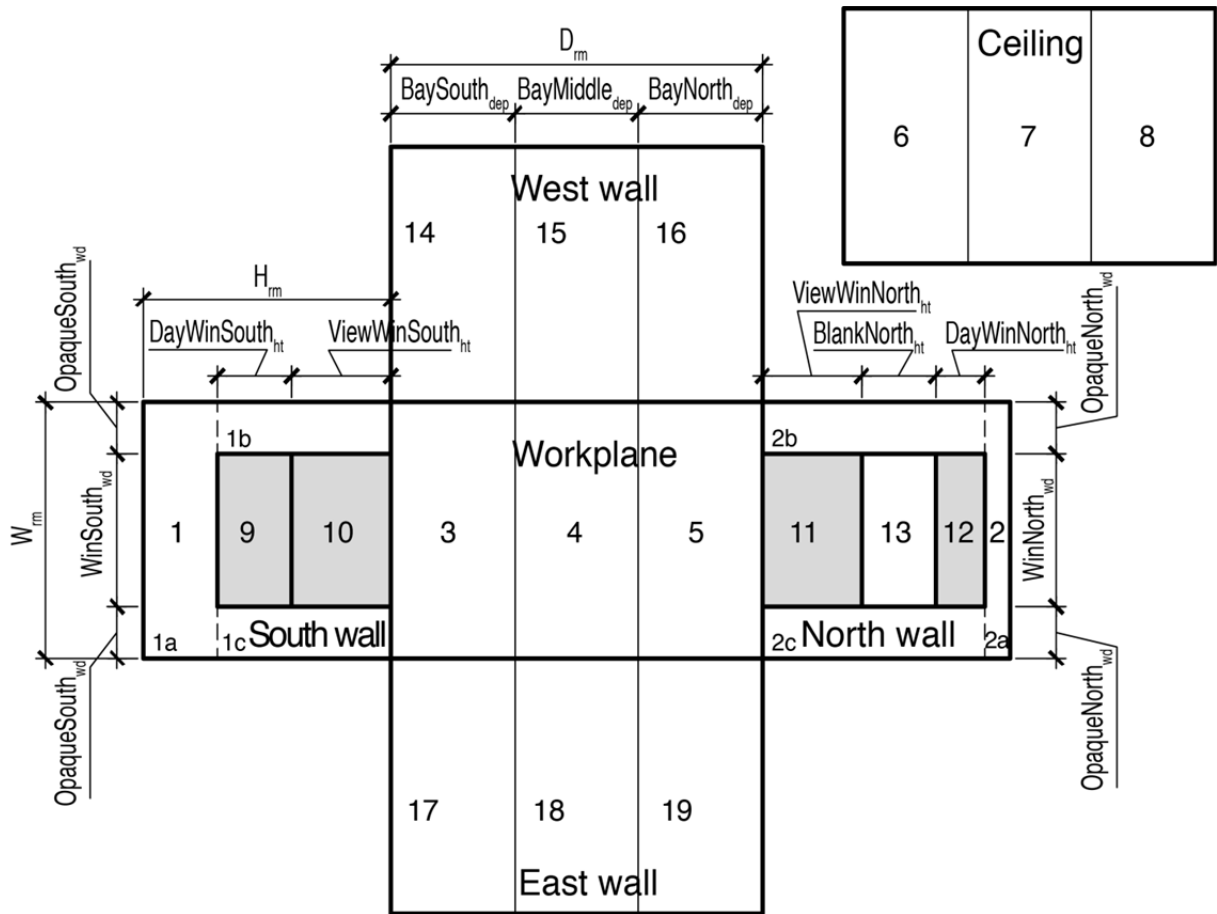 D_rm
Ceiling
BaySouth_dep BayMiddle_dep BayNorth_dep
6 7 8
West wall
14 15 16
OpaqueSouth_wd
H_rm
ViewWinNorth_ht
OpaqueNorth_wd
DayWinSouth_ht ViewWinSouth_ht
BlankNorth_ht DayWinNorth_ht
1b
2b
Workplane
W_rm
WinSouth_wd
1 9 10 3 4 5 11 13 12 2
WinNorth_wd
1a 1c South wall
2c North wall 2a
OpaqueSouth_wd
OpaqueNorth_wd
17 18 19
East wall